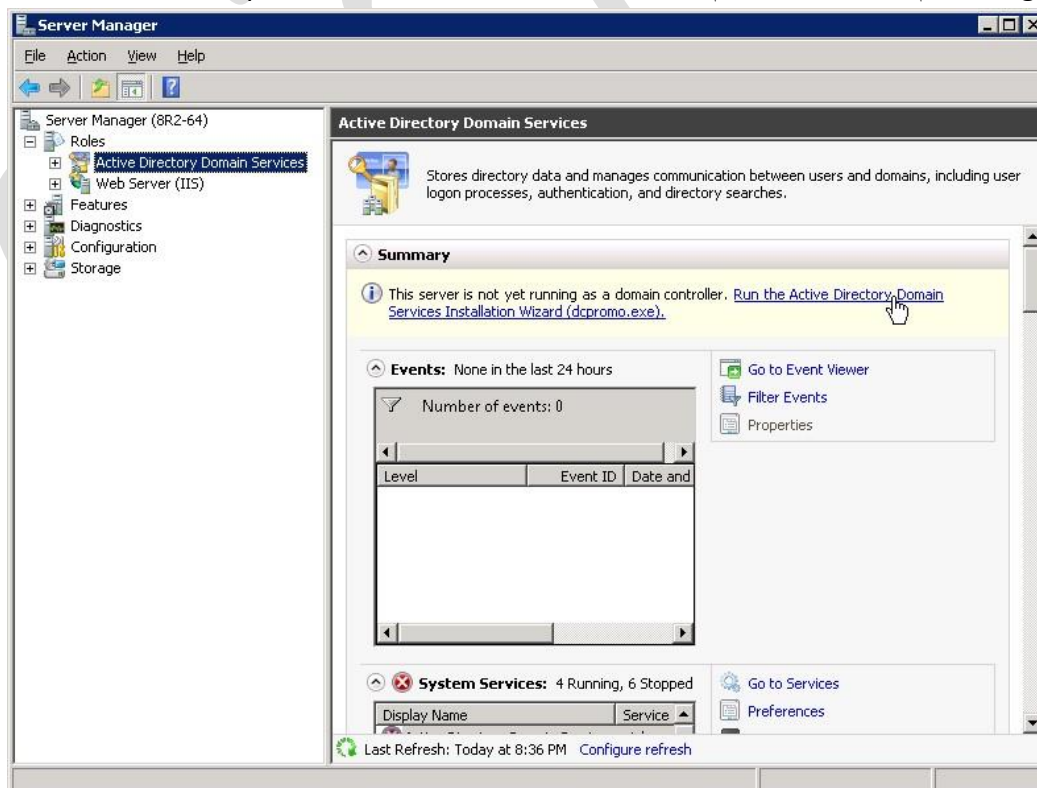 Server Manager
File Action View Help
Server Manager (8R2-64)
Roles
Active Directory Domain Services
Web Server (IIS)
Features
Diagnostics
Configuration
Storage
Active Directory Domain Services
Stores directory data and manages communication between users and domains, including user
logon processes, authentication, and directory searches.
Summary
This server is not yet running as a domain controller. Run the Active Directory Domain
Services Installation Wizard (dcpromo.exe).
Events: None in the last 24 hours
Number of events: 0
Level Event ID Date and
Go to Event Viewer
Filter Events
Properties
System Services: 4 Running, 6 Stopped
Display Name Service
Go to Services
Preferences
Last Refresh: Today at 8:36 PM Configure refresh